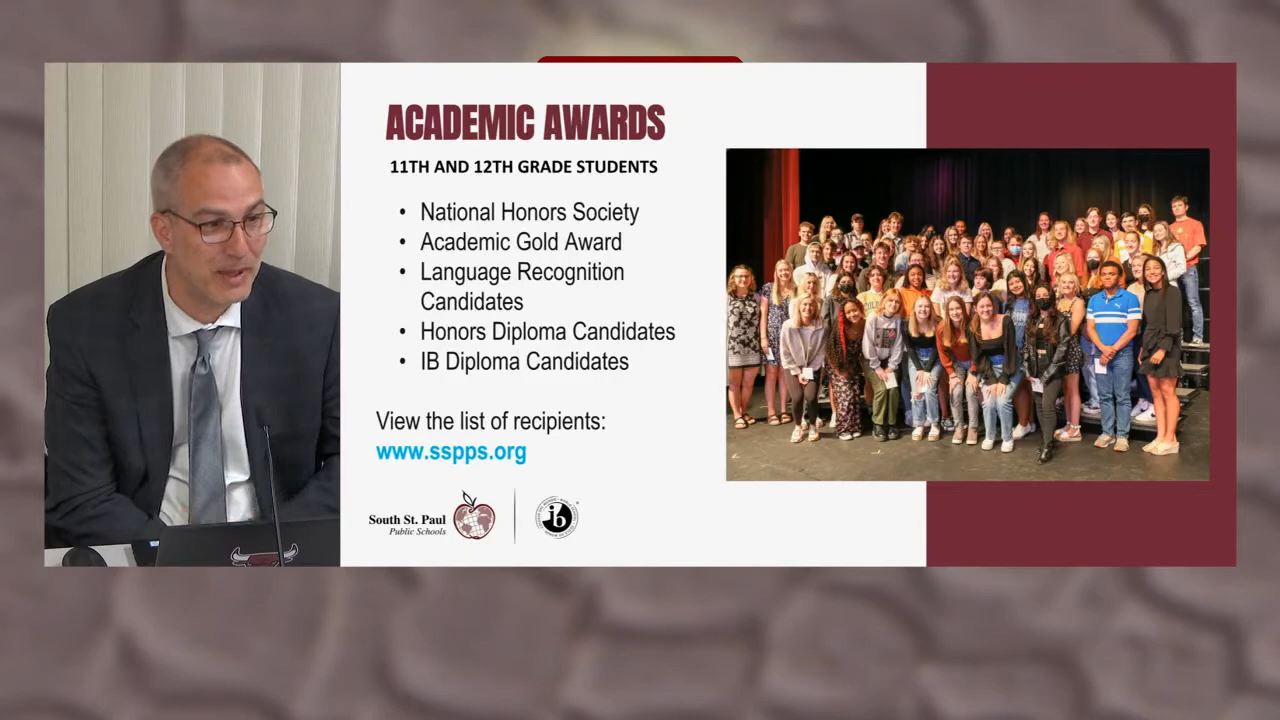 ACADEMIC AWARDS
11TH AND 12TH GRADE STUDENTS
• National Honors Society
• Academic Gold Award
• Language Recognition
Candidates
• Honors Diploma Candidates
• IB Diploma Candidates
View the list of recipients:
www.sspps.org
South St. Paul
Public Schools
ib